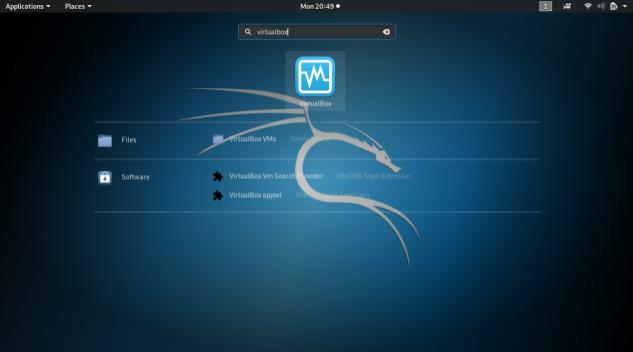 Applications Places Mon 20:49 1
virtualbox
VirtualBox
Files VirtualBox VMs
Software VirtualBox Vm Search Provider GNOME Shell Extension
VirtualBox applet GNOME Shell Extension